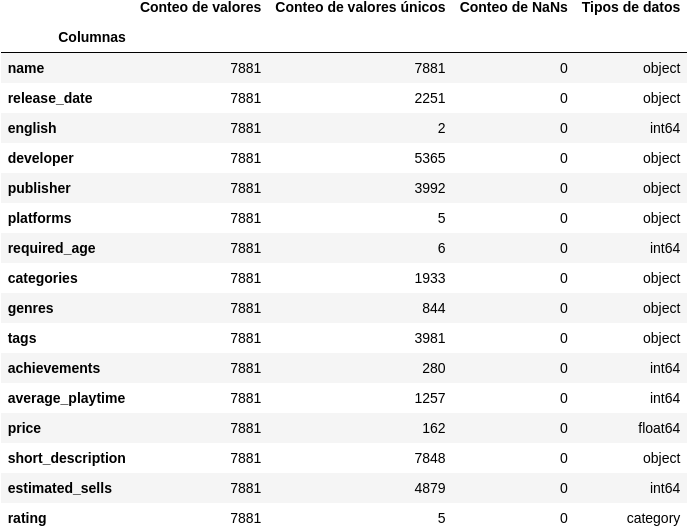 Conteo de valores Conteo de valores únicos Conteo de NaNs Tipos de datos
Columnas
name 7881 7881 0 object
release_date 7881 2251 0 object
english 7881 2 0 int64
developer 7881 5365 0 object
publisher 7881 3992 0 object
platforms 7881 5 0 object
required_age 7881 6 0 int64
categories 7881 1933 0 object
genres 7881 844 0 object
tags 7881 3981 0 object
achievements 7881 280 0 int64
average_playtime 7881 1257 0 int64
price 7881 162 0 float64
short_description 7881 7848 0 object
estimated_sells 7881 4879 0 int64
rating 7881 5 0 category